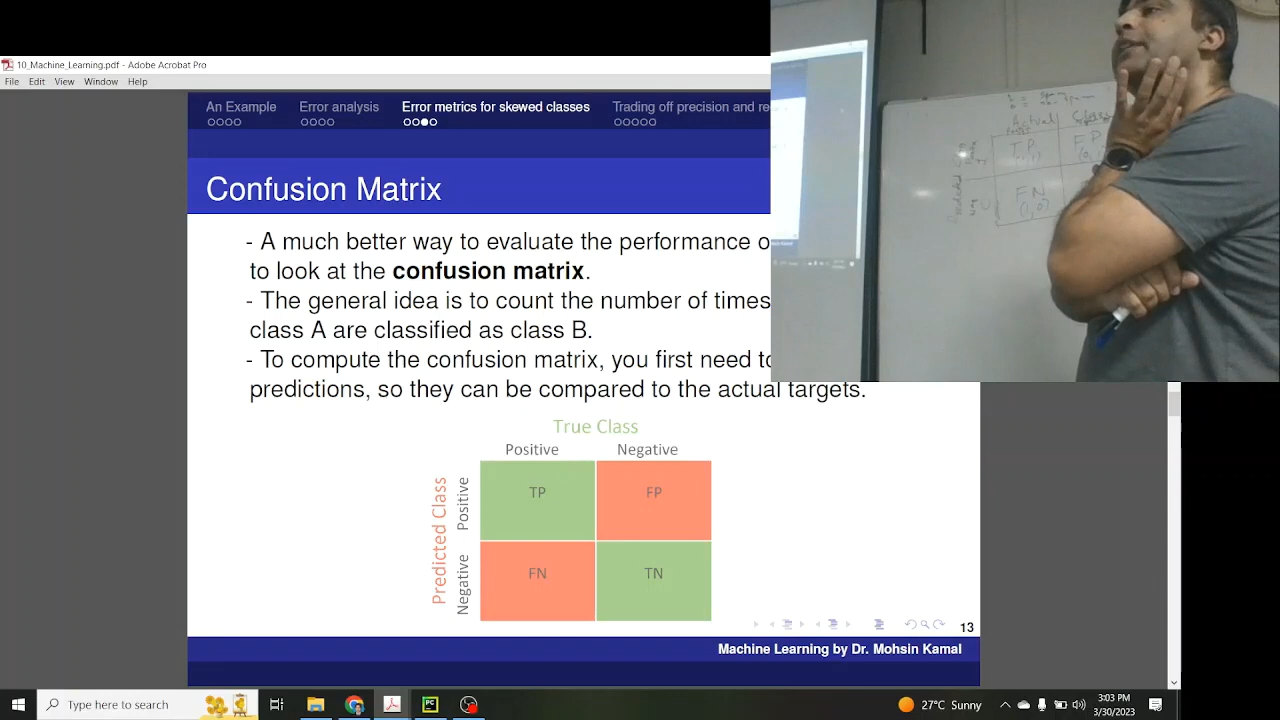 10_Machine_Learning.pdf - Adobe Acrobat Pro
File Edit View Window Help
An Example Error analysis Error metrics for skewed classes Trading off precision and re
Confusion Matrix
- A much better way to evaluate the performance o
to look at the confusion matrix.
- The general idea is to count the number of times
class A are classified as class B.
- To compute the confusion matrix, you first need to
predictions, so they can be compared to the actual targets.
True Class
Positive Negative
Predicted Class
Positive
Negative
TP FP
FN TN
13
Machine Learning by Dr. Mohsin Kamal
Actual
TP FP
FN
Type here to search
27°C Sunny
3:03 PM
3/30/2023